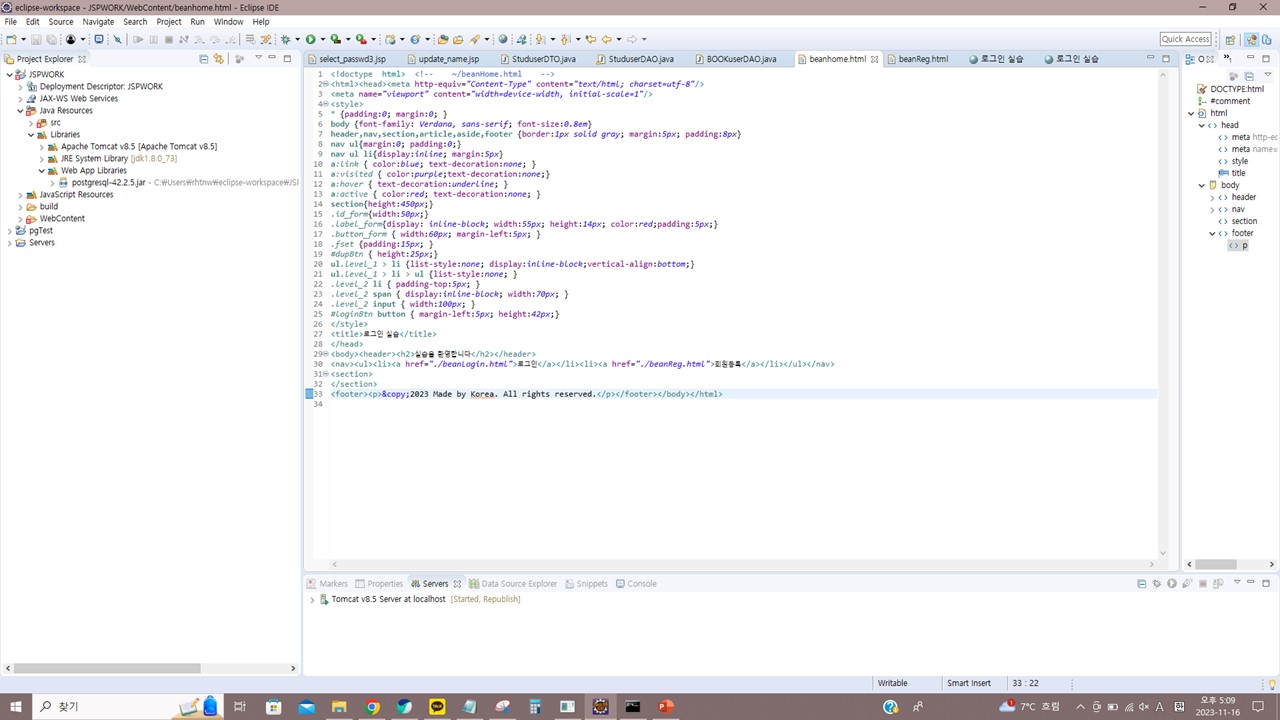 eclipse-workspace - JSPWORK/WebContent/beanhome.html - Eclipse IDE
File Edit Source Navigate Search Project Run Window Help
Quick Access
Project Explorer
JSPWORK
Deployment Descriptor: JSPWORK
JAX-WS Web Services
Java Resources
src
Libraries
Apache Tomcat v8.5 [Apache Tomcat v8.5]
JRE System Library [jdk1.8.0_73]
Web App Libraries
postgresql-42.2.5.jar - C:₩Users₩rhtnw₩eclipse-workspace₩JSI
JavaScript Resources
build
WebContent
pgTest
Servers
select_passwd3.jsp update_name.jsp StuduserDTO.java StuduserDAO.java BOOKuserDAO.java beanhome.html beanReg.html 로그인 실습 로그인 실습
1 <!doctype html> <!-- ~/beanHome.html -->
2 <html><head><meta http-equiv="Content-Type" content="text/html; charset=utf-8"/>
3 <meta name="viewport" content="width=device-width, initial-scale=1"/>
4 <style>
5 * {padding:0; margin:0; }
6 body {font-family: Verdana, sans-serif; font-size:0.8em}
7 header,nav,section,article,aside,footer {border:1px solid gray; margin:5px; padding:8px}
8 nav ul{margin:0; padding:0;}
9 nav ul li{display:inline; margin:5px}
10 a:link { color:blue; text-decoration:none; }
11 a:visited { color:purple;text-decoration:none;}
12 a:hover { text-decoration:underline; }
13 a:active { color:red; text-decoration:none; }
14 section{height:450px;}
15 .id_form{width:50px;}
16 .label_form{display: inline-block; width:55px; height:14px; color:red;padding:5px;}
17 .button_form { width:60px; margin-left:5px; }
18 .fset {padding:15px; }
19 #dupBtn { height:25px;}
20 ul.level_1 > li {list-style:none; display:inline-block;vertical-align:bottom;}
21 ul.level_1 > li > ul {list-style:none; }
22 .level_2 li { padding-top:5px; }
23 .level_2 span { display:inline-block; width:70px; }
24 .level_2 input { width:100px; }
25 #loginBtn button { margin-left:5px; height:42px;}
26 </style>
27 <title>로그인 실습</title>
28 </head>
29 <body><header><h2>실습을 환영합니다</h2></header>
30 <nav><ul><li><a href="./beanLogin.html">로그인</a></li><li><a href="./beanReg.html">회원등록</a></li></ul></nav>
31 <section>
32 </section>
33 <footer><p>&copy;2023 Made by Korea. All rights reserved.</p></footer></body></html>
34
DOCTYPE:html
#comment
html
head
meta http-ec
meta name=
style
title
body
header
nav
section
footer
p
Markers Properties Servers Data Source Explorer Snippets Console
Tomcat v8.5 Server at localhost [Started, Republish]
Writable Smart Insert 33 : 22
찾기
7°C 흐림
A
오후 5:09
2023-11-16